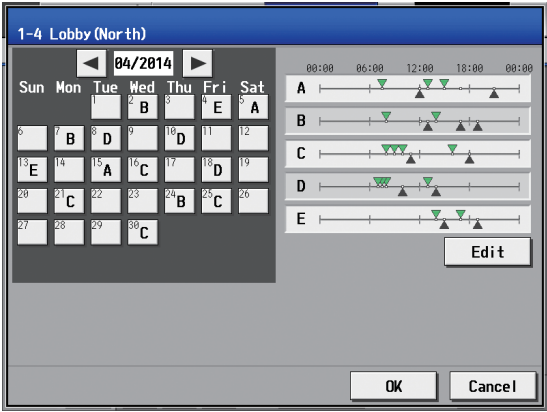 1-4 Lobby(North)
04/2014
Sun Mon Tue Wed Thu Fri Sat
1 2 B 3 4 E 5 A
6 7 B 8 D 9 10 D 11 12
13 E 14 15 A 16 C 17 18 D 19
20 21 C 22 23 24 B 25 C 26
27 28 29 30 C
00:00 06:00 12:00 18:00 00:00
A
B
C
D
E
Edit
OK Cancel